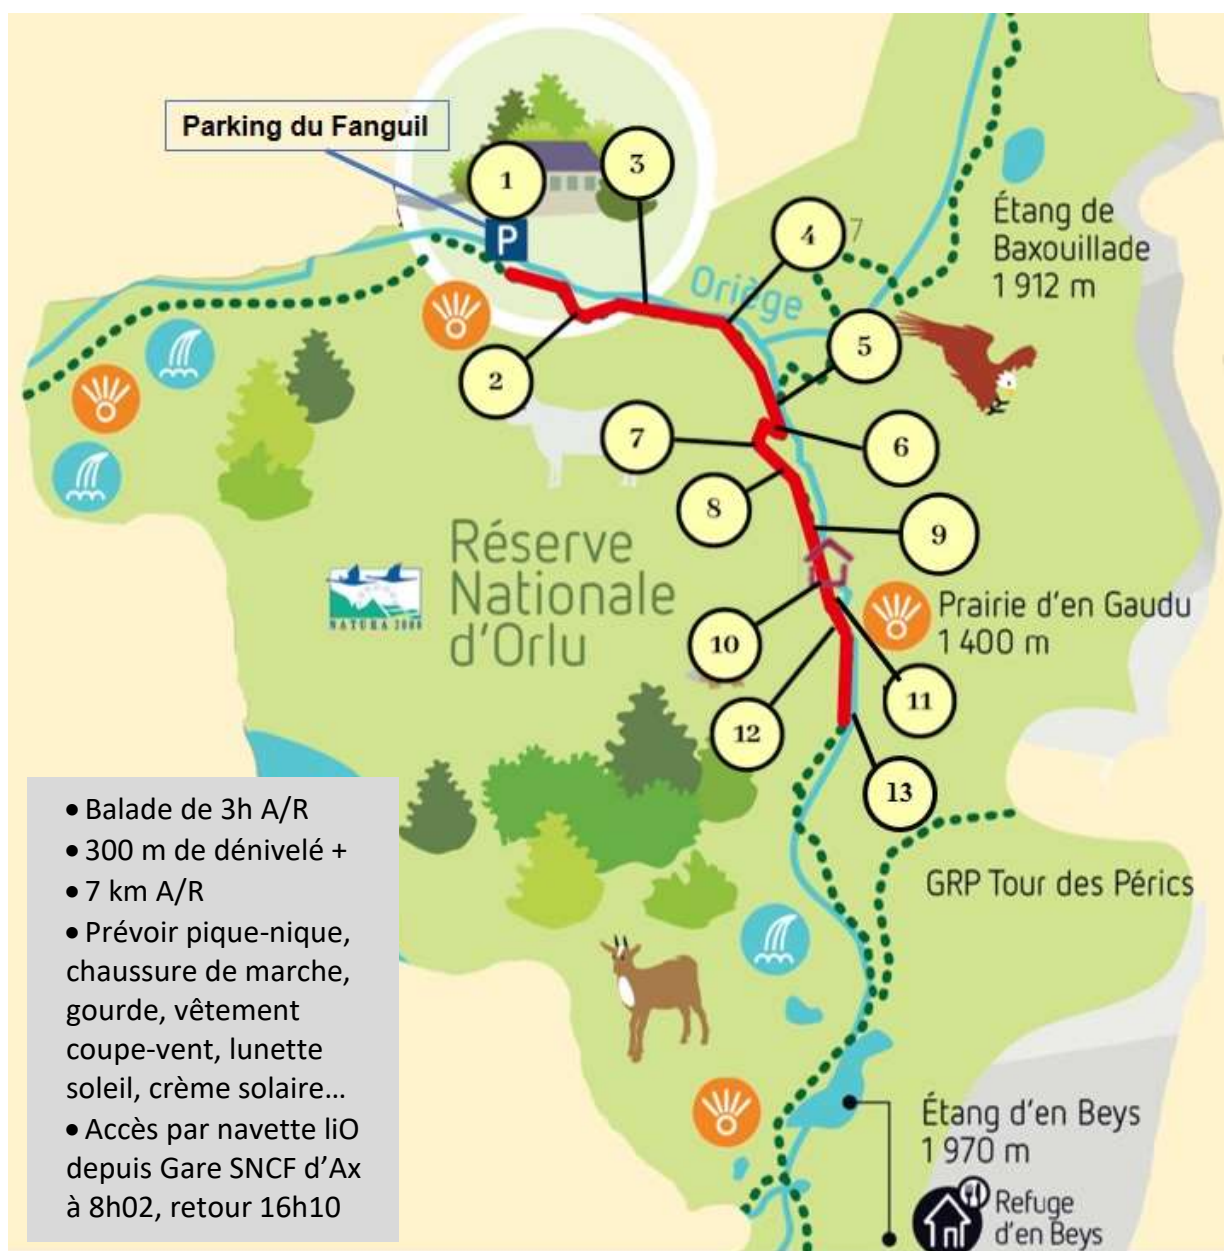 Parking du Fanguil
1
3
P
4
7
Étang de
Baxouillade
1 912 m
Oriège
5
2
7
6
8
9
Réserve
Nationale
d'Orlu
NATURA 2000
Prairie d'en Gaudu
1 400 m
10
11
12
13
GRP Tour des Pérics
• Balade de 3h A/R
• 300 m de dénivelé +
• 7 km A/R
• Prévoir pique-nique,
chaussure de marche,
gourde, vêtement
coupe-vent, lunette
soleil, crème solaire…
• Accès par navette liO
depuis Gare SNCF d'Ax
à 8h02, retour 16h10
Étang d'en Beys
1 970 m
Refuge
d'en Beys